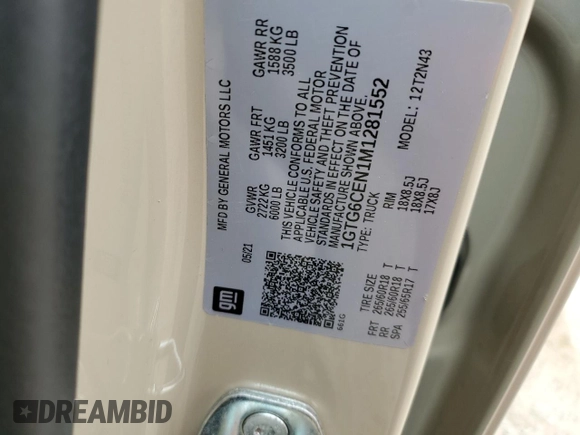 MFD BY GENERAL MOTORS LLC
05/21
GVWR GAWR FRT GAWR RR
2722KG 1451 KG 1588 KG
6000 LB 3200 LB 3500 LB
THIS VEHICLE CONFORMS TO ALL
APPLICABLE U.S. FEDERAL MOTOR
VEHICLE SAFETY AND THEFT PREVENTION
STANDARDS IN EFFECT ON THE DATE OF
MANUFACTURE SHOWN ABOVE.
1GTG6CEN1M1281552
TYPE: TRUCK MODEL: 12T2N43
TIRE SIZE RIM
FRT 265/60R18 T 18X8.5J
RR 265/60R18 T 18X8.5J
SPA 255/65R17 T 17X8J
gm
661G
$DREAMBID